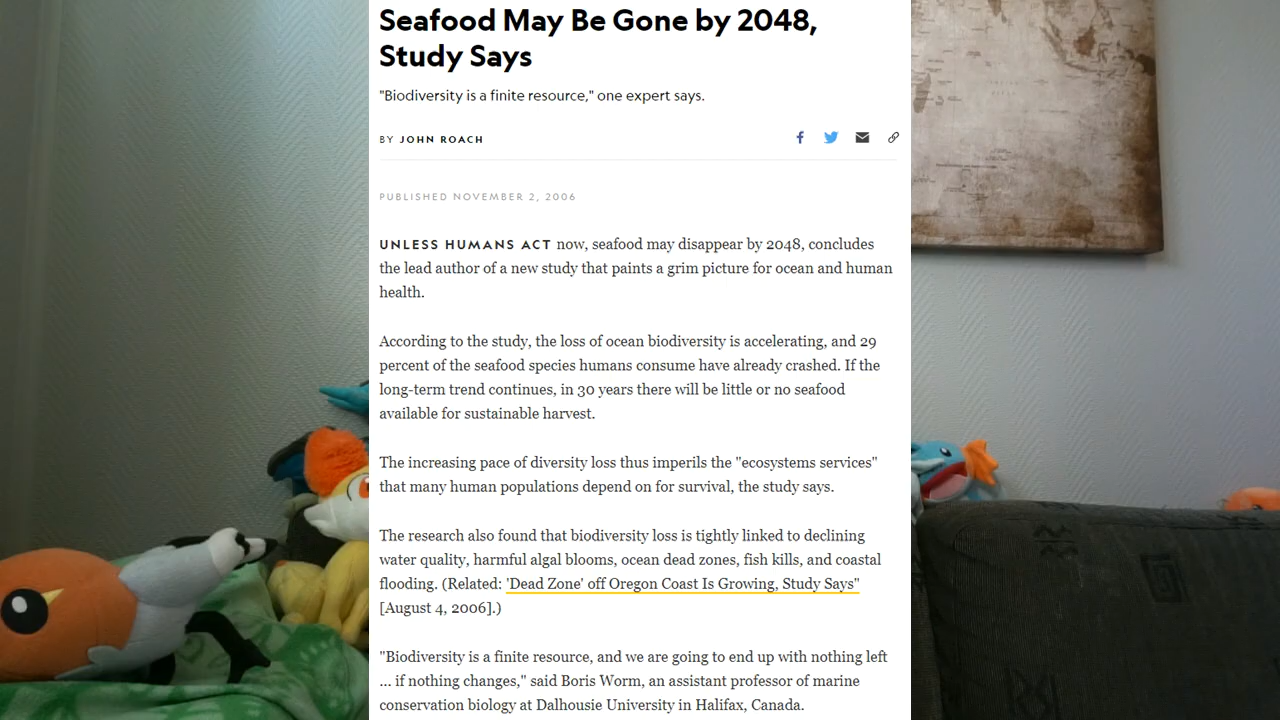 Seafood May Be Gone by 2048,
Study Says
"Biodiversity is a finite resource," one expert says.
BY JOHN ROACH
PUBLISHED NOVEMBER 2, 2006
UNLESS HUMANS ACT now, seafood may disappear by 2048, concludes
the lead author of a new study that paints a grim picture for ocean and human
health.
According to the study, the loss of ocean biodiversity is accelerating, and 29
percent of the seafood species humans consume have already crashed. If the
long-term trend continues, in 30 years there will be little or no seafood
available for sustainable harvest.
The increasing pace of diversity loss thus imperils the "ecosystems services"
that many human populations depend on for survival, the study says.
The research also found that biodiversity loss is tightly linked to declining
water quality, harmful algal blooms, ocean dead zones, fish kills, and coastal
flooding. (Related: 'Dead Zone' off Oregon Coast Is Growing, Study Says"
[August 4, 2006].)
"Biodiversity is a finite resource, and we are going to end up with nothing left
... if nothing changes," said Boris Worm, an assistant professor of marine
conservation biology at Dalhousie University in Halifax, Canada.